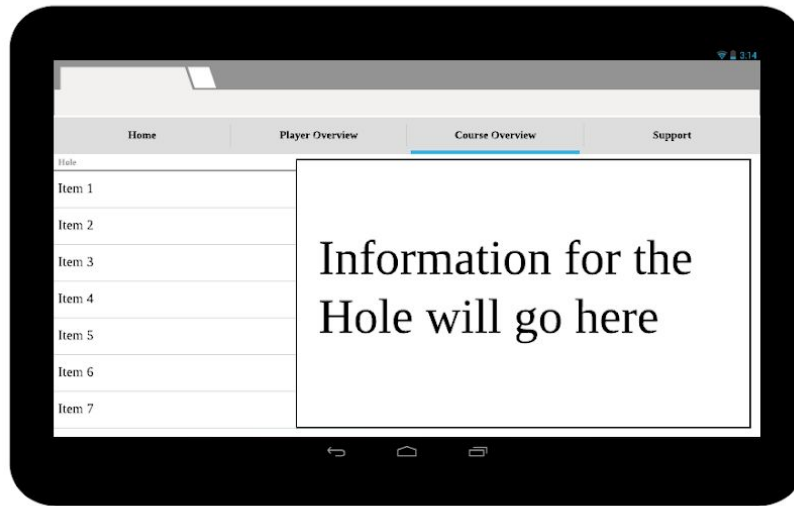 3:14
Home Player Overview Course Overview Support
Hole
Item 1
Item 2
Item 3
Item 4
Item 5
Item 6
Item 7
Information for the
Hole will go here